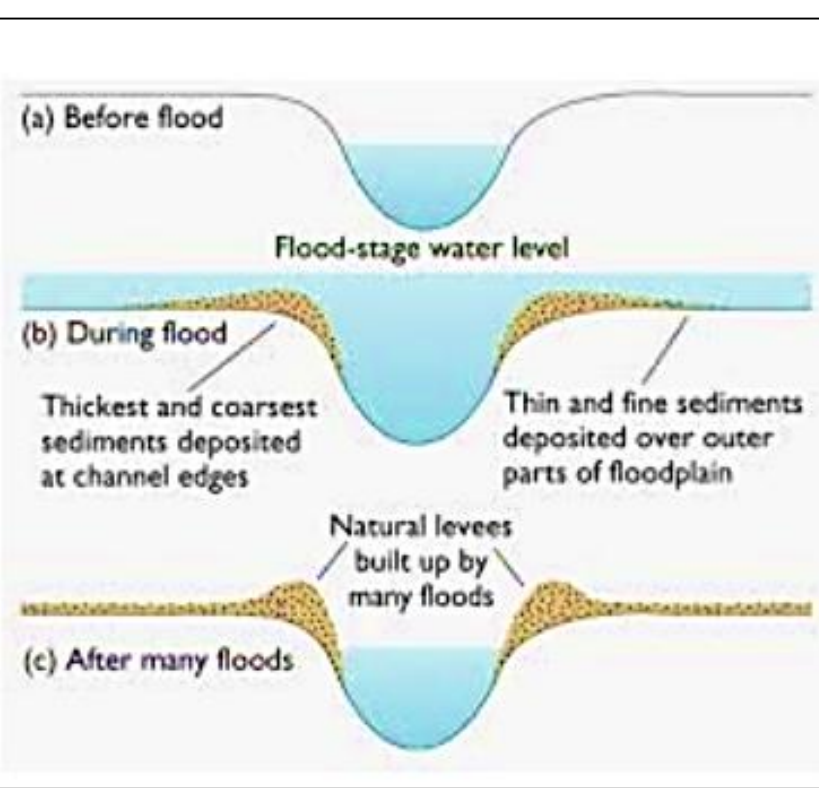 (a) Before flood
Flood-stage water level
(b) During flood
Thickest and coarsest
sediments deposited
at channel edges
Thin and fine sediments
deposited over outer
parts of floodplain
Natural levees
built up by
many floods
(c) After many floods